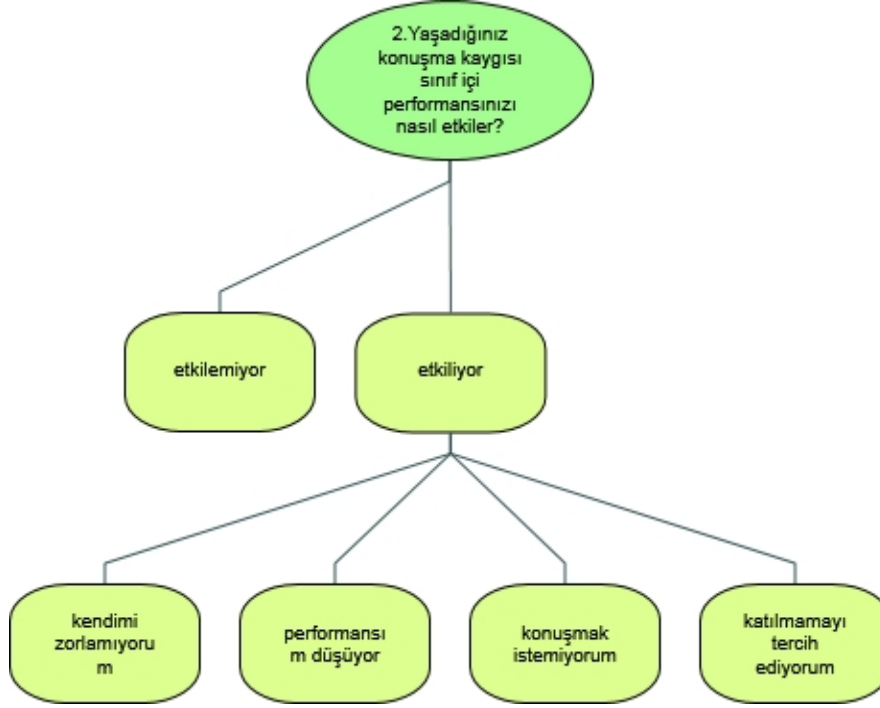 2.Yaşadığınız
konuşma kaygısı
sınıf içi
performansınızı
nasıl etkiler?
etkilemiyor
etkiliyor
kendimi
zorlamıyoru
m
performansı
m düşüyor
konuşmak
istemiyorum
katılmamayı
tercih
ediyorum